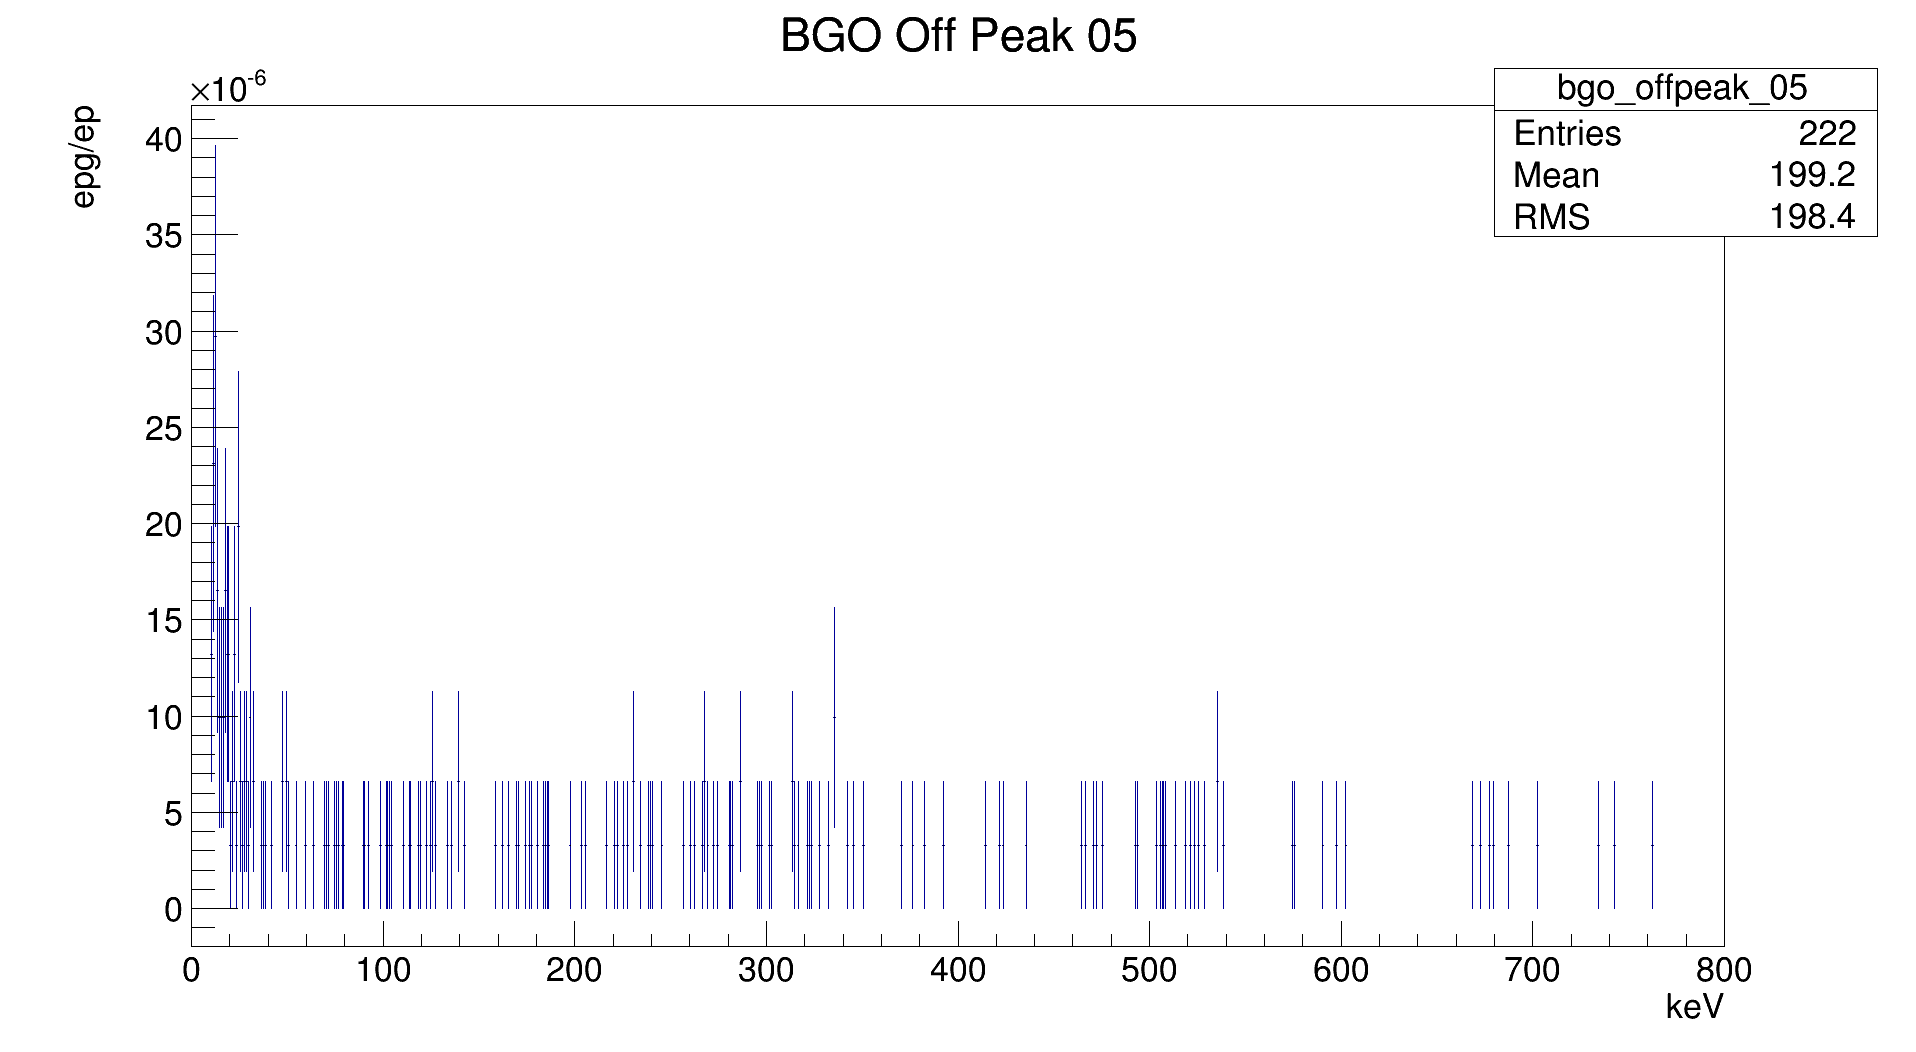 BGO Off Peak 05
×10-6
bgo_offpeak_05
Entries 222
Mean 199.2
RMS 198.4
epg/ep
40
35
30
25
20
15
10
5
0
0 100 200 300 400 500 600 700 800
keV